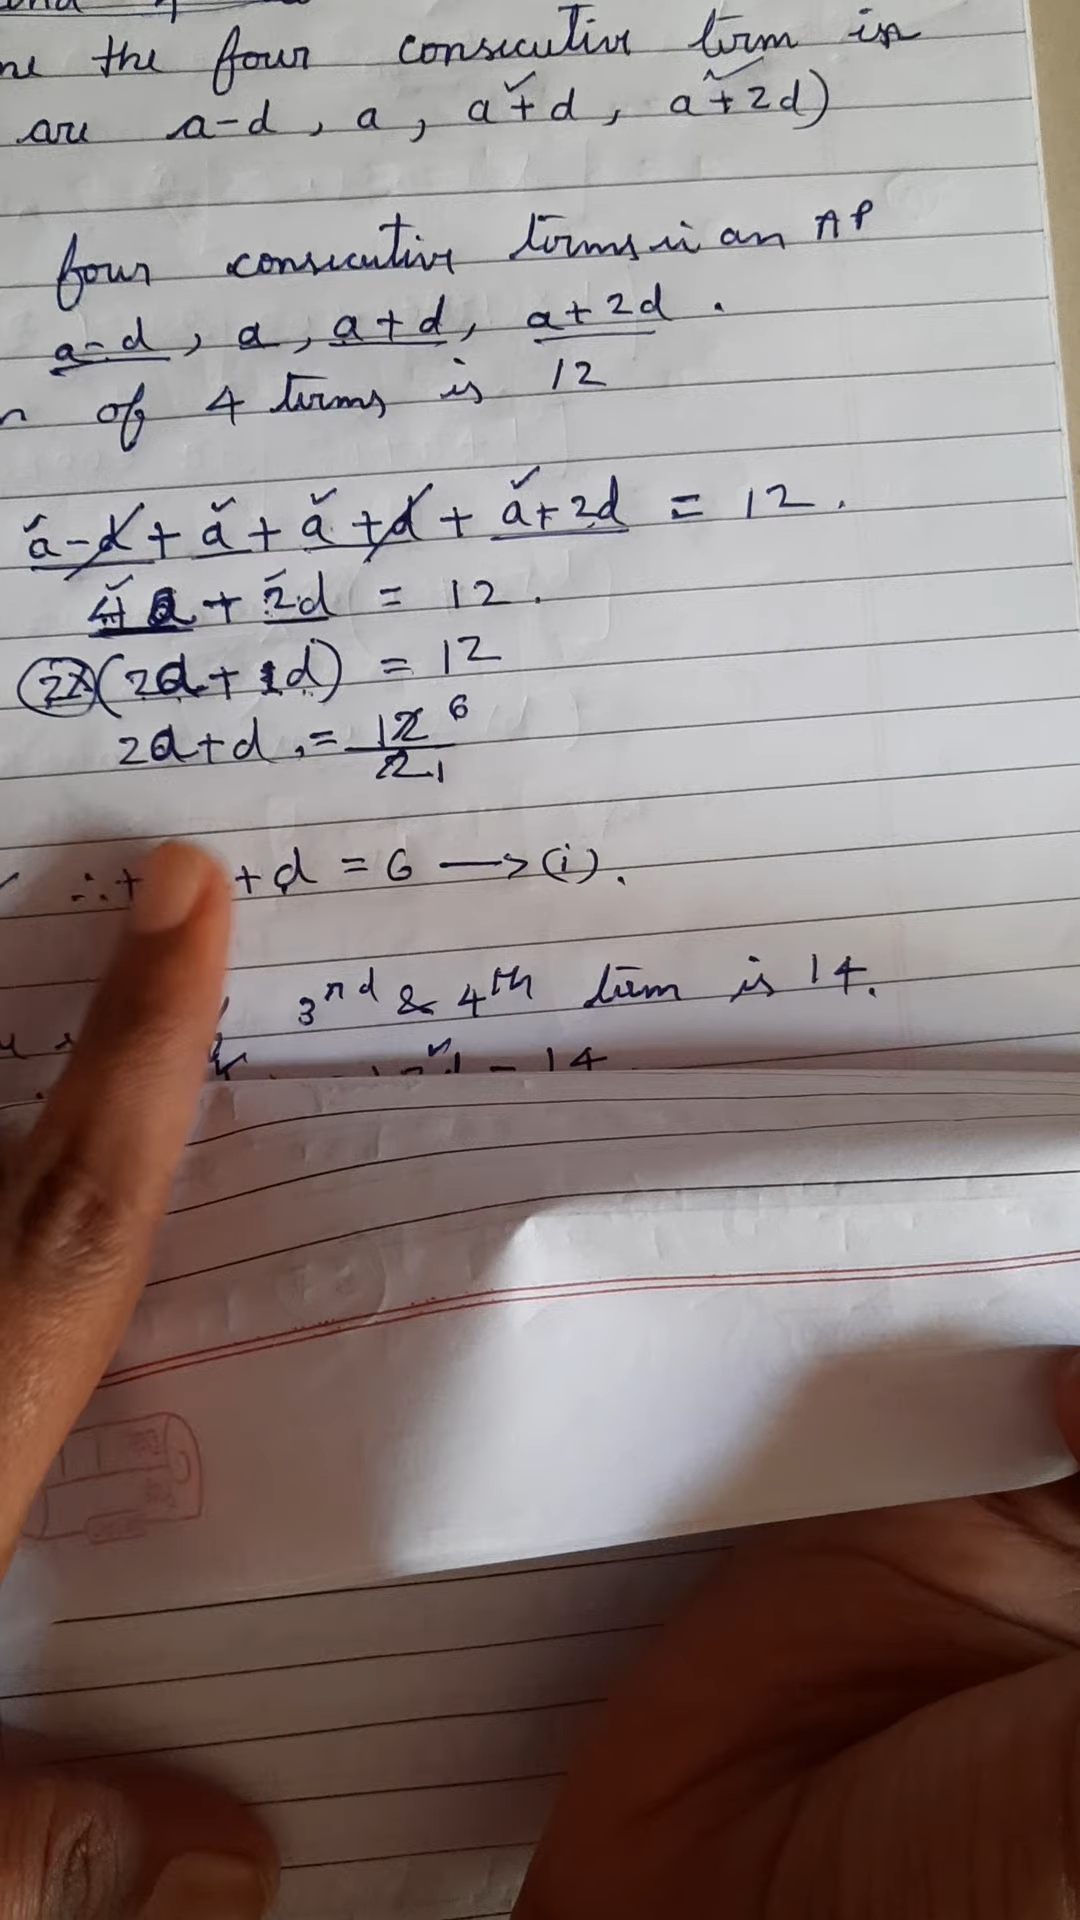 the four consecutive term in
are a-d, a, a+d, a+2d)
four consecutive terms in an AP
a-d, a, a+d, a+2d.
of 4 terms is 12
a-d+a+a+d+a+2d = 12.
4a+2d = 12.
2x(2a+1d) = 12
2a+d = 12/2 6 1
∴ + +d = 6 → (i).
3rd & 4th term is 14.
14